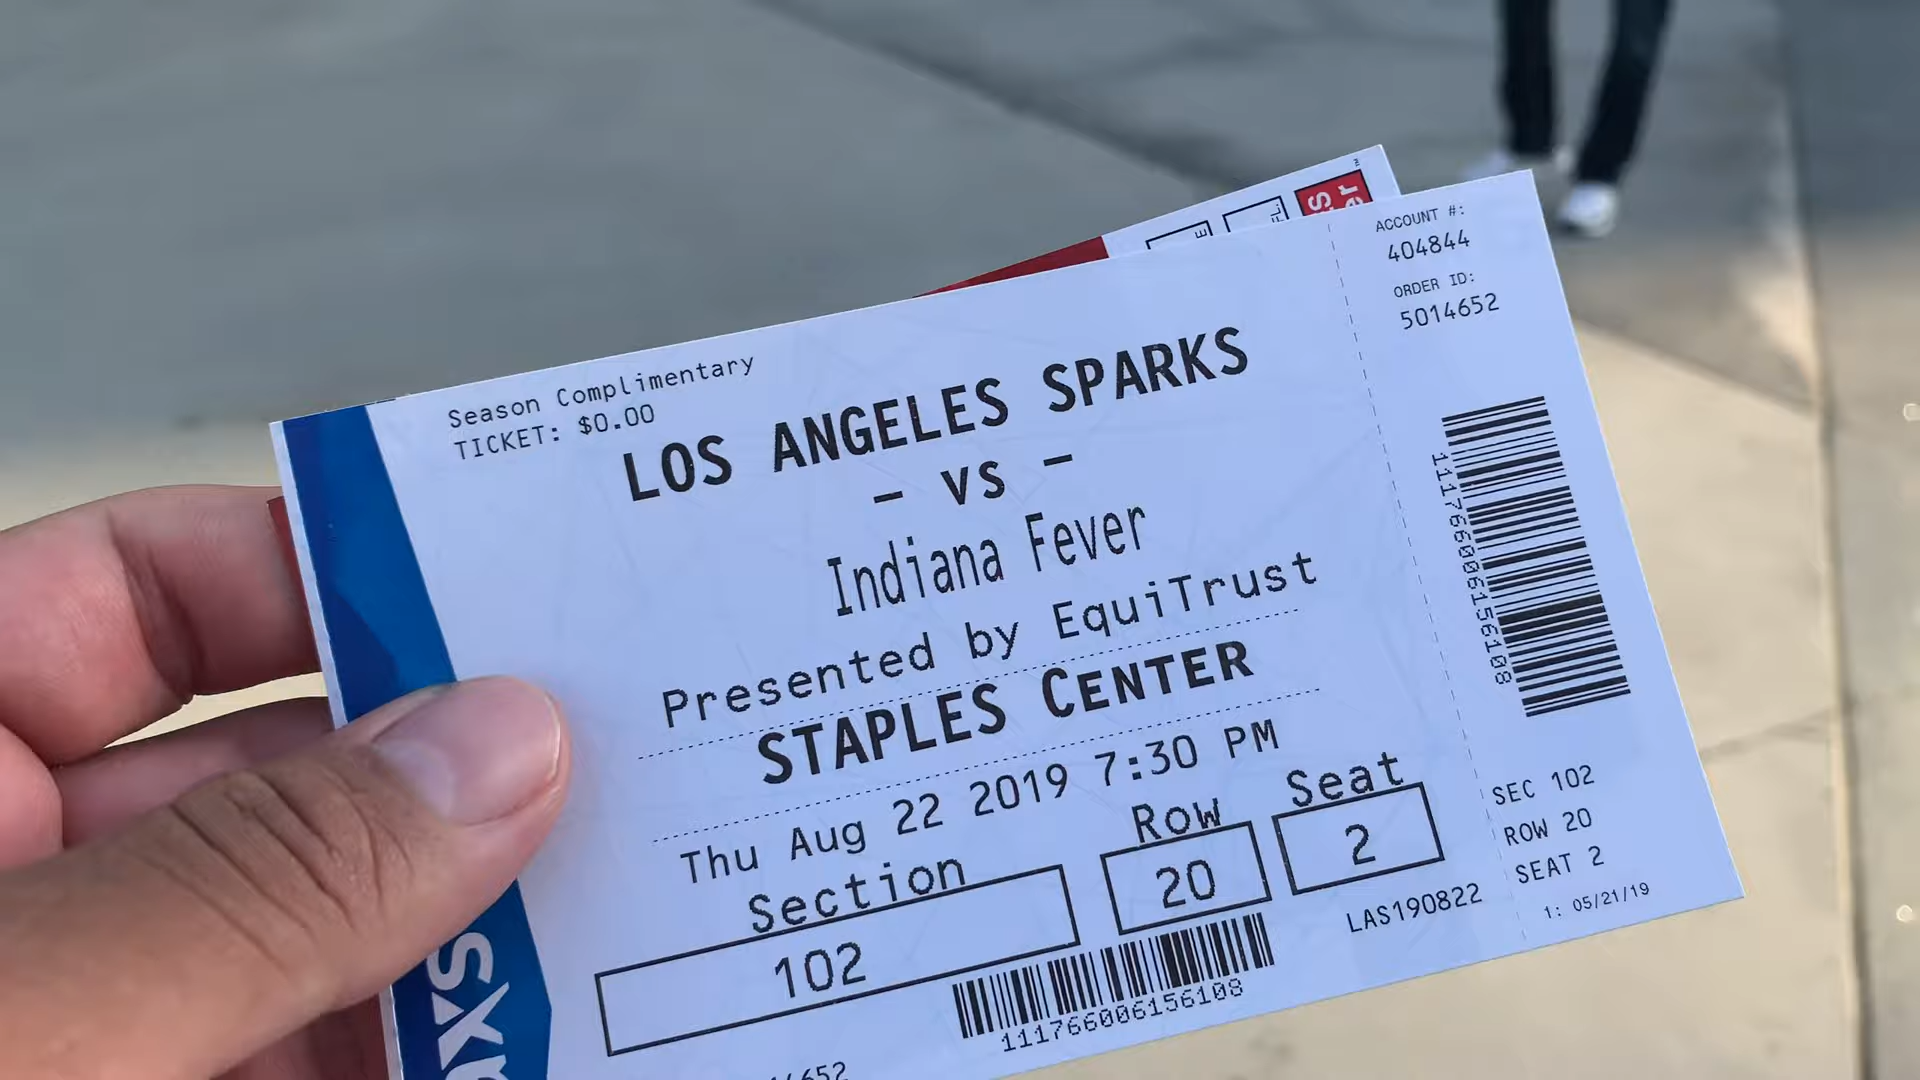 Season Complimentary
TICKET: $0.00
LOS ANGELES SPARKS
- vs -
Indiana Fever
Presented by EquiTrust
STAPLES CENTER
Thu Aug 22 2019 7:30 PM
Section
Row
Seat
102
20
2
111766006156108
LAS190822
ACCOUNT #:
404844
ORDER ID:
5014652
111766006156108
SEC 102
ROW 20
SEAT 2
1: 05/21/19